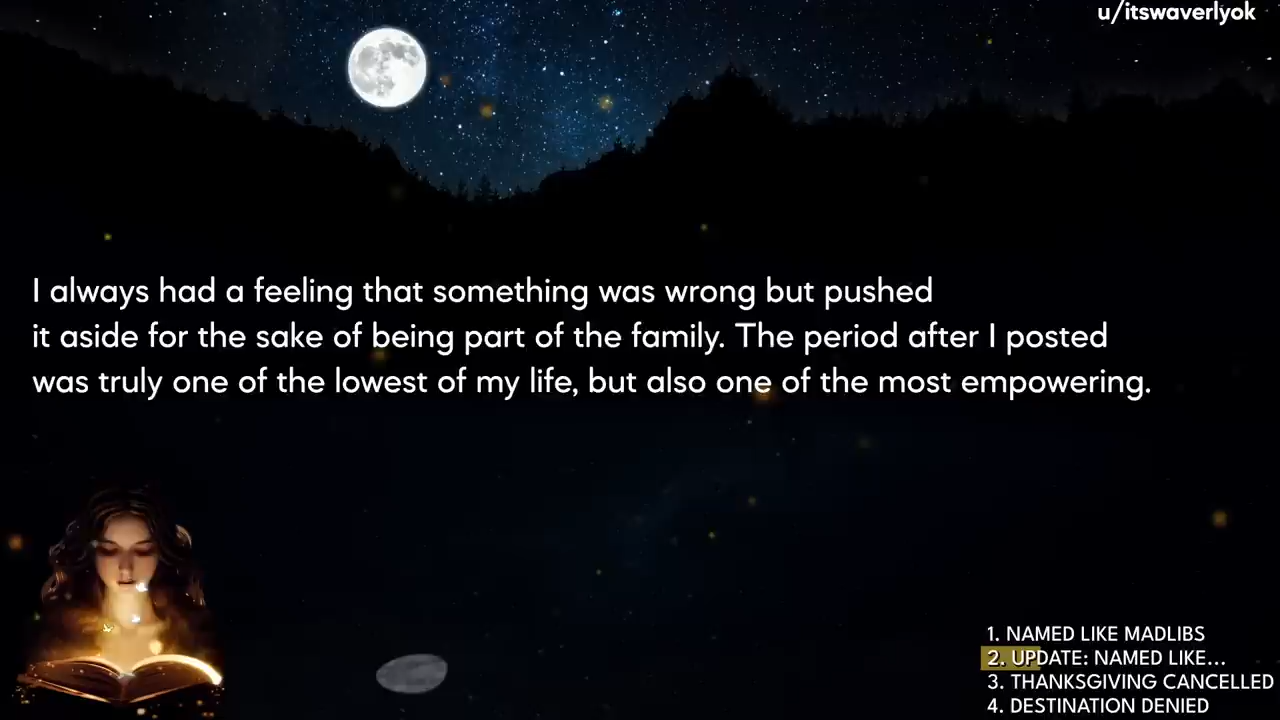 u/itswaverlyok
I always had a feeling that something was wrong but pushed
it aside for the sake of being part of the family. The period after I posted
was truly one of the lowest of my life, but also one of the most empowering.
1. NAMED LIKE MADLIBS
2. UPDATE: NAMED LIKE...
3. THANKSGIVING CANCELLED
4. DESTINATION DENIED